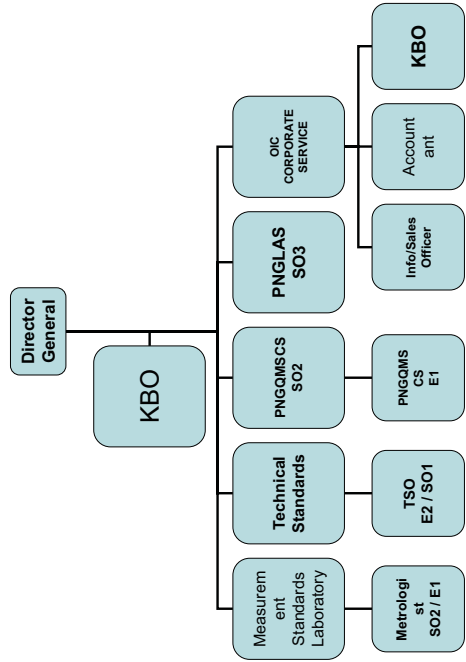 Director
General
KBO
Measurem
ent
Standards
Laboratory
Technical
Standards
PNGQMSCS
SO2
PNGLAS
SO3
OIC
CORPORATE
SERVICE
Metrologi
st
SO2 / E1
TSO
E2 / SO1
PNGQMS
CS
E1
Info/Sales
Officer
Account
ant
KBO